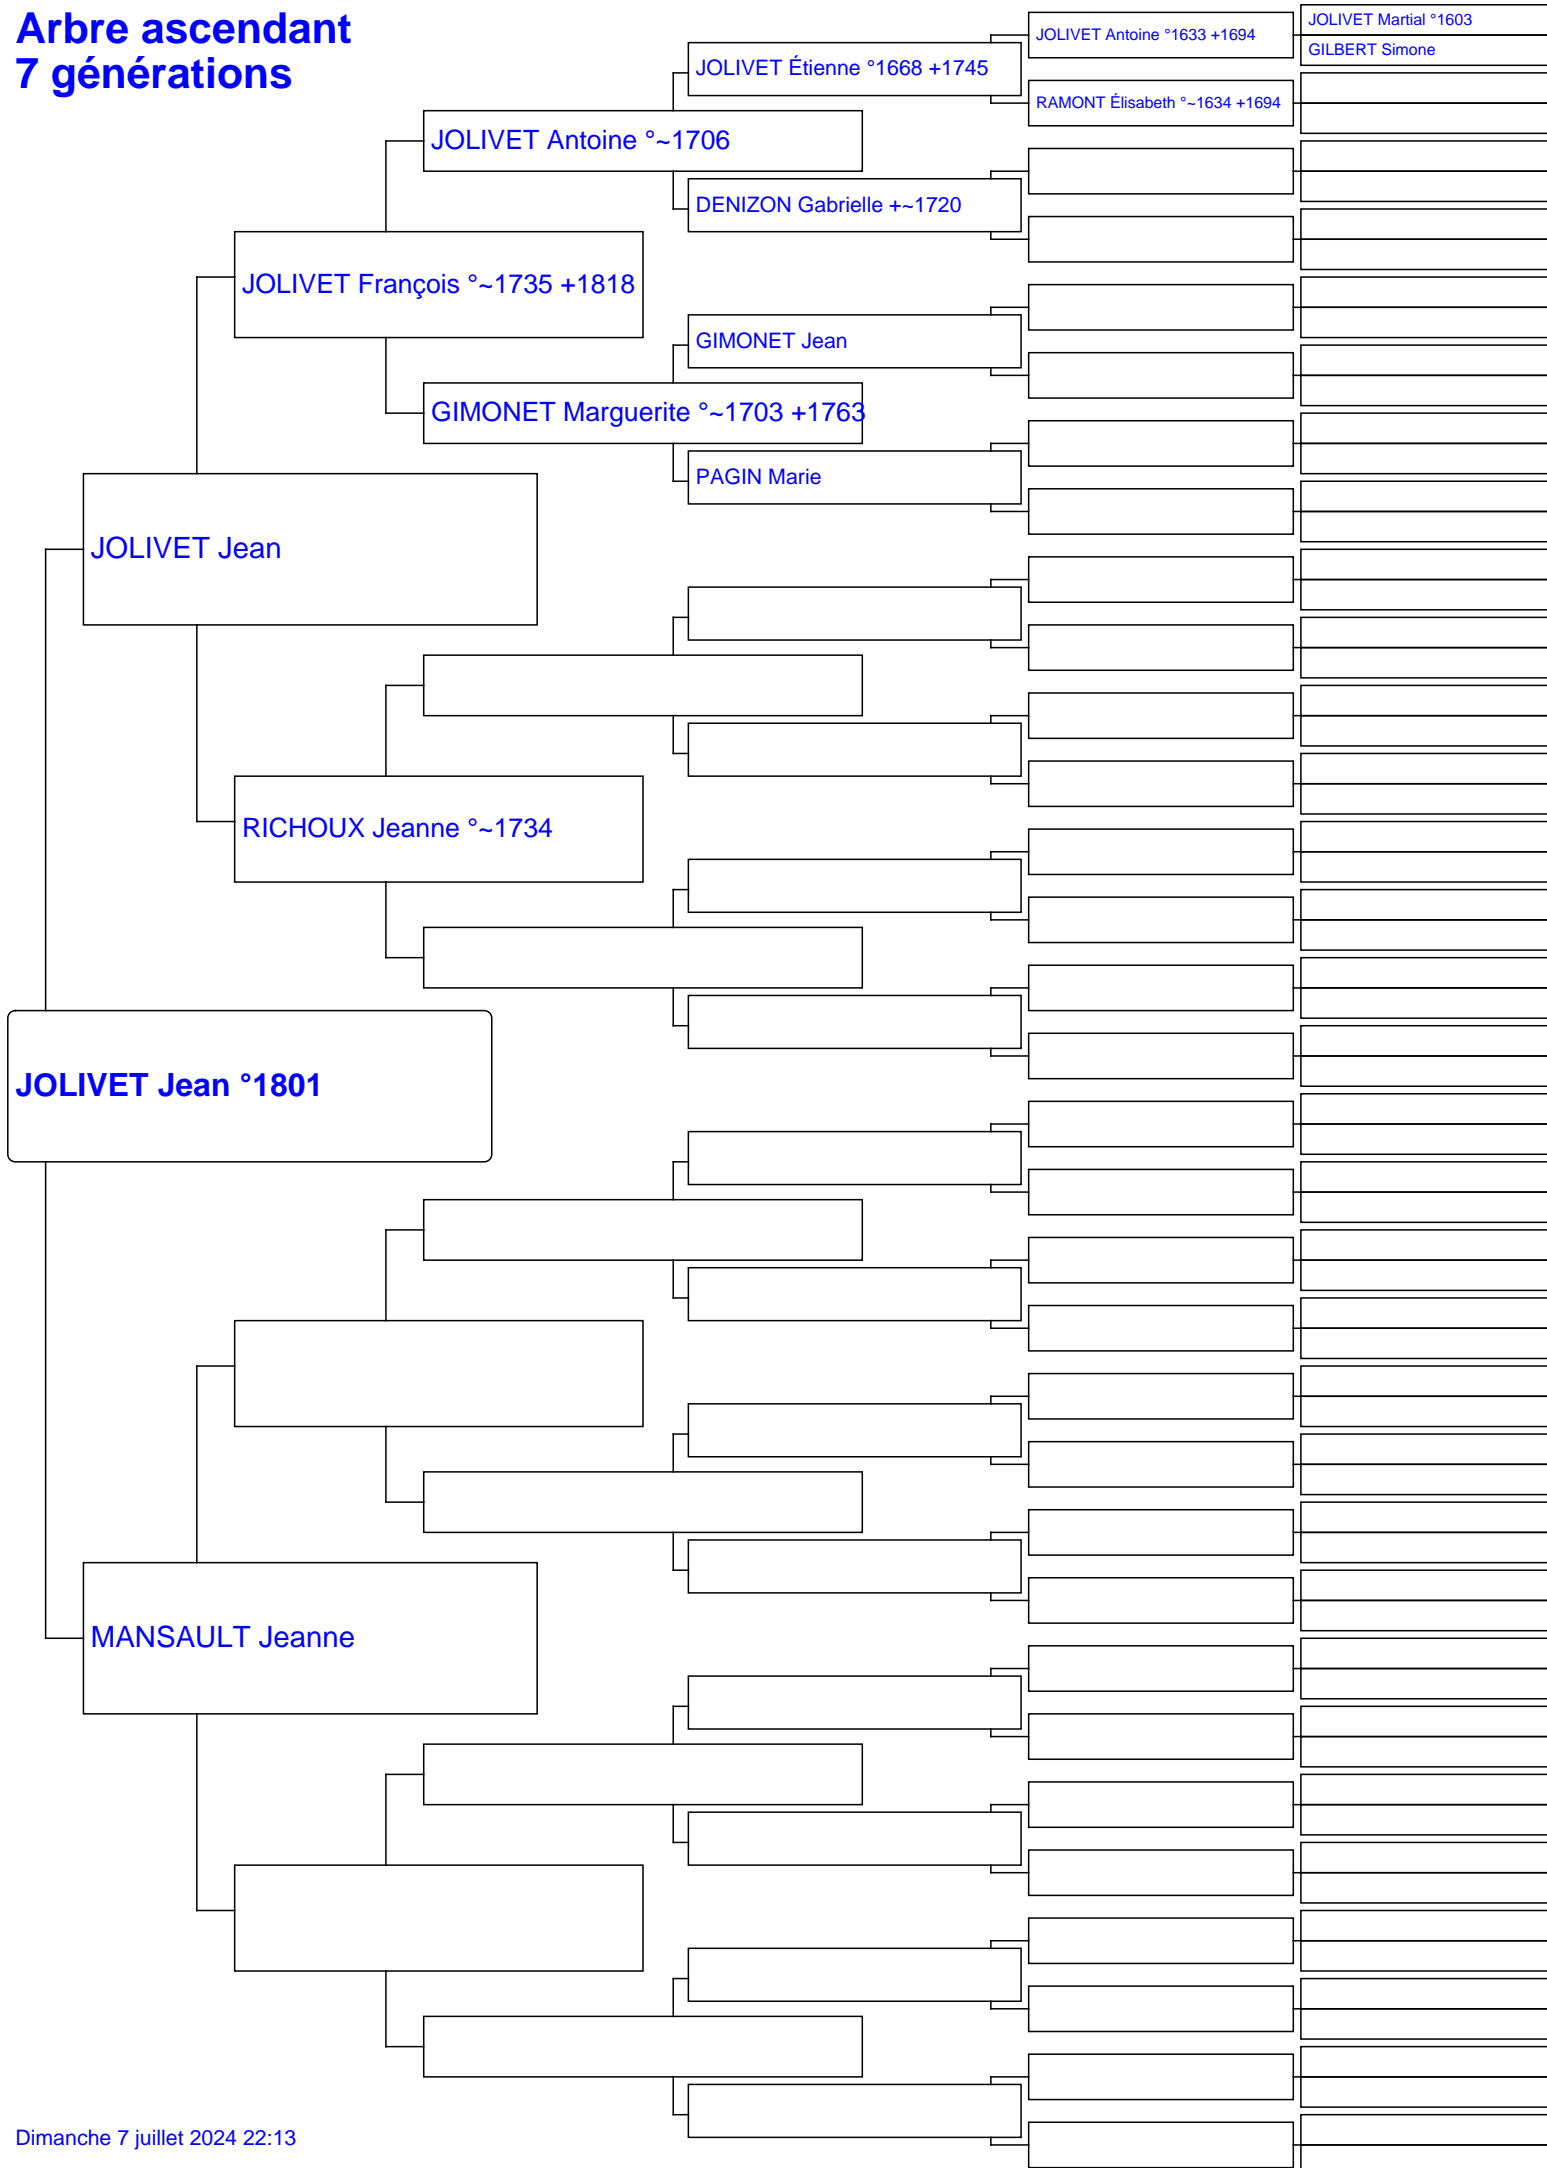 Arbre ascendant
7 générations
JOLIVET Martial °1603
GILBERT Simone
JOLIVET Antoine °1633 +1694
JOLIVET Étienne °1668 +1745
RAMONT Élisabeth °~1634 +1694
JOLIVET Antoine °~1706
DENIZON Gabrielle +~1720
JOLIVET François °~1735 +1818
GIMONET Jean
GIMONET Marguerite °~1703 +1763
PAGIN Marie
JOLIVET Jean
RICHOUX Jeanne °~1734
JOLIVET Jean °1801
MANSAULT Jeanne
Dimanche 7 juillet 2024 22:13